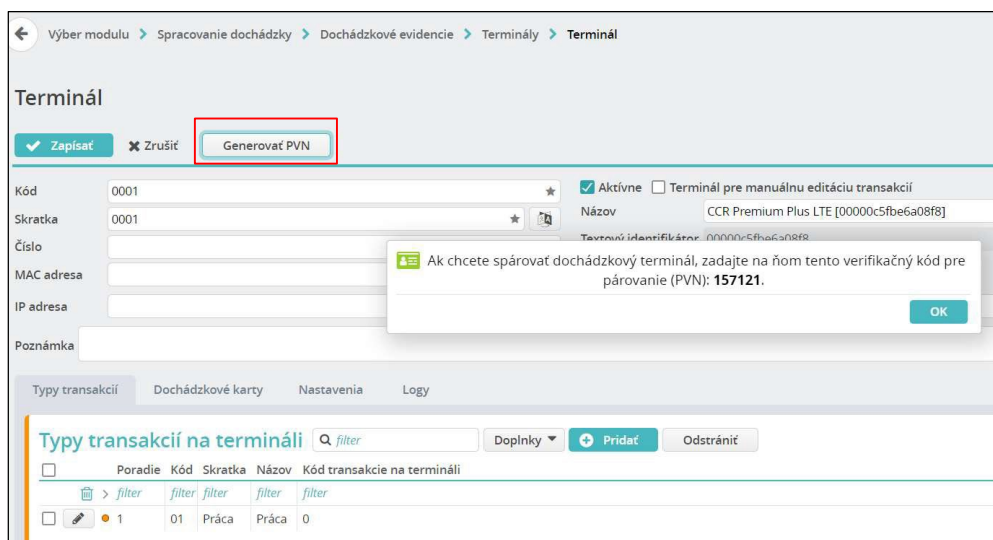 Výber modulu > Spracovanie dochádzky > Dochádzkové evidencie > Terminály > Terminál
Terminál
Zapísať Zrušiť Generovať PVN
Kód 0001
Aktívne Terminál pre manuálnu editáciu transakcií
Skratka 0001
Názov CCR Premium Plus LTE [00000c5fbe6a08f8]
Číslo
Textový identifikátor 00000c5fbe6a08f8
MAC adresa
IP adresa
Ak chcete spárovať dochádzkový terminál, zadajte na ňom tento verifikačný kód pre
párovanie (PVN): 157121.
OK
Poznámka
Typy transakcií Dochádzkové karty Nastavenia Logy
Typy transakcií na termináli filter Doplnky Pridať Odstrániť
Poradie Kód Skratka Názov Kód transakcie na termináli
> filter filter filter filter filter
1 01 Práca Práca 0